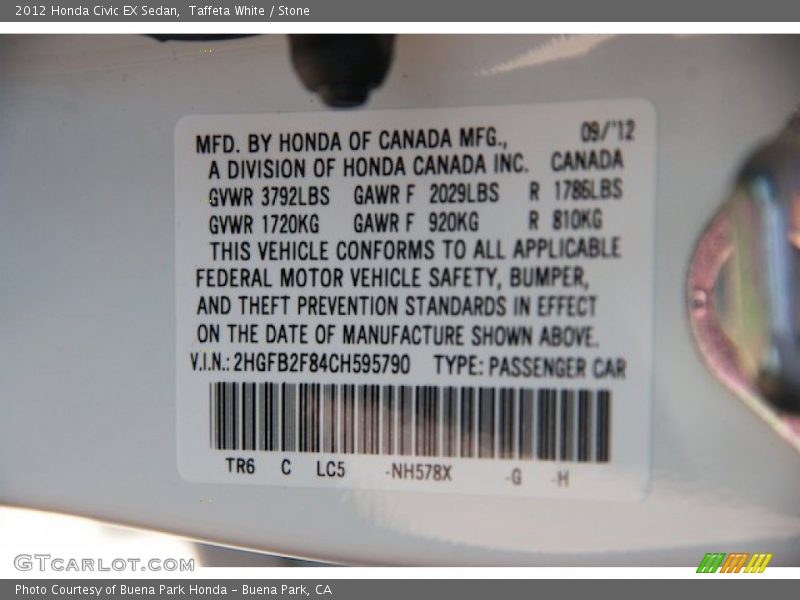 2012 Honda Civic EX Sedan, Taffeta White / Stone
MFD. BY HONDA OF CANADA MFG., 09/'12
A DIVISION OF HONDA CANADA INC. CANADA
GVWR 3792LBS GAWR F 2029LBS R 1786LBS
GVWR 1720KG GAWR F 920KG R 810KG
THIS VEHICLE CONFORMS TO ALL APPLICABLE
FEDERAL MOTOR VEHICLE SAFETY, BUMPER,
AND THEFT PREVENTION STANDARDS IN EFFECT
ON THE DATE OF MANUFACTURE SHOWN ABOVE.
V.I.N.: 2HGFB2F84CH595790 TYPE: PASSENGER CAR
TR6 C LC5 -NH578X -G -H
GTCARLOT.COM
Photo Courtesy of Buena Park Honda - Buena Park, CA